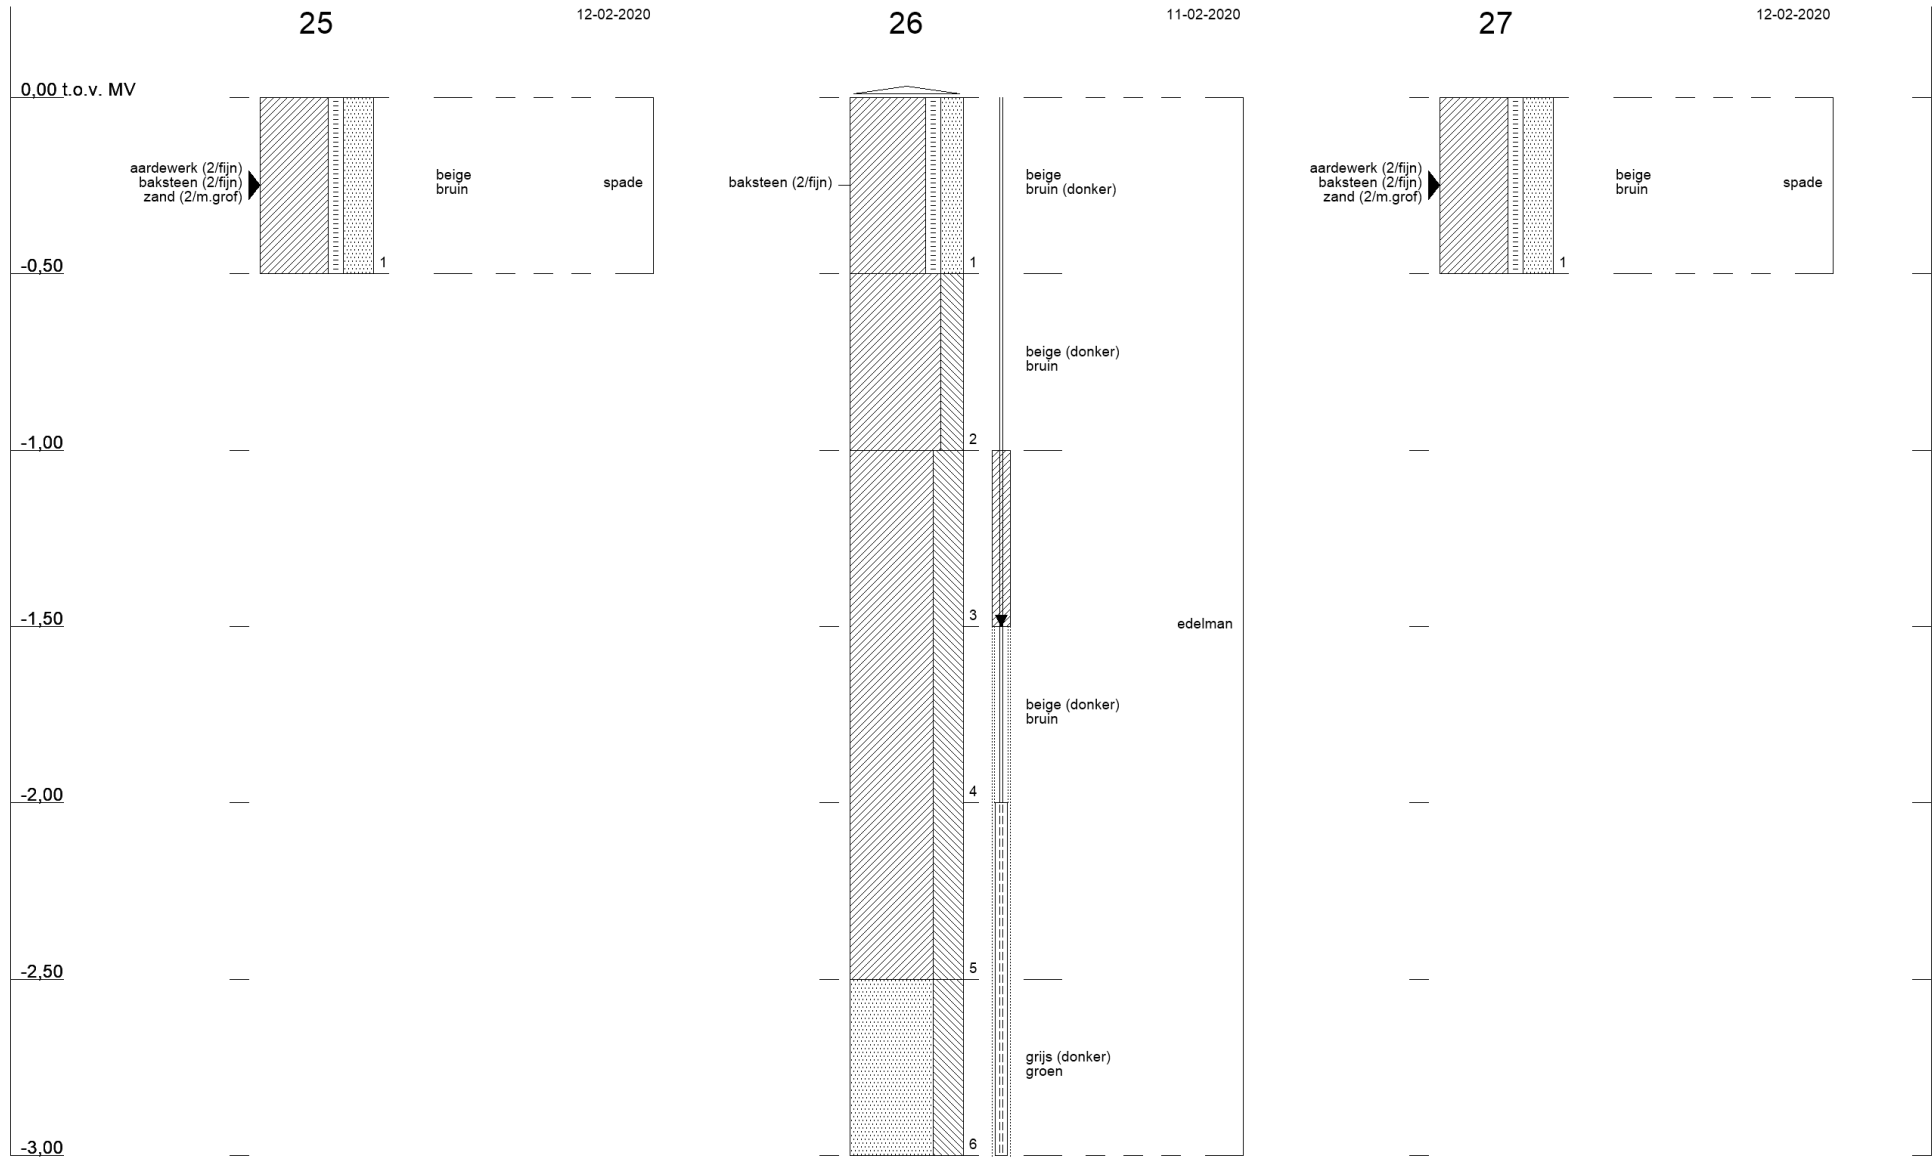 25
12-02-2020
26
11-02-2020
27
12-02-2020
0,00 t.o.v. MV
aardewerk (2/fijn)
baksteen (2/fijn)
zand (2/m.grof)
beige
bruin
spade
1
baksteen (2/fijn)
beige
bruin (donker)
1
aardewerk (2/fijn)
baksteen (2/fijn)
zand (2/m.grof)
beige
bruin
spade
1
-0,50
beige (donker)
bruin
-1,00
2
-1,50
3
edelman
beige (donker)
bruin
-2,00
4
-2,50
5
grijs (donker)
groen
-3,00
6